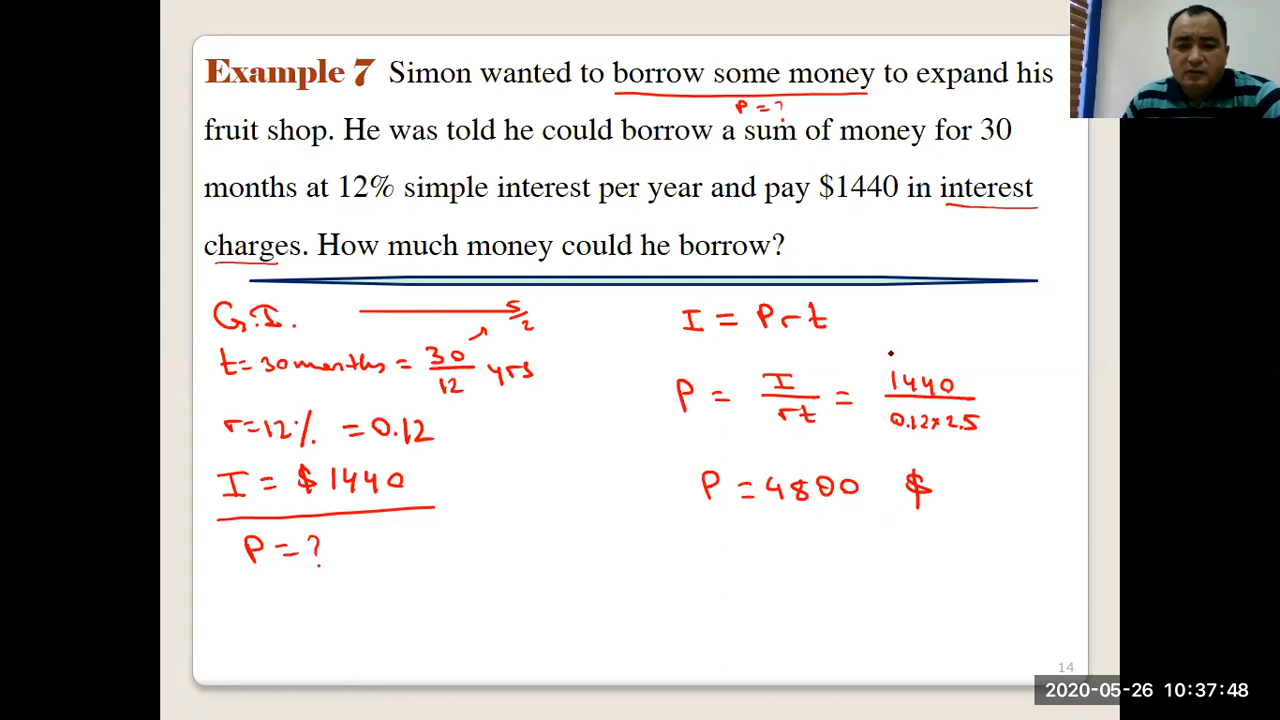 Example 7 Simon wanted to borrow some money to expand his
P = ?
fruit shop. He was told he could borrow a sum of money for 30
months at 12% simple interest per year and pay $1440 in interest
charges. How much money could he borrow?
G.I. 5/2
t = 30 months = 30/12 yrs
r = 12% = 0.12
I = $1440
P = ?
I = Prt
P = I/rt = 1440/0.12×2.5
P = 4800 $
14
2020-05-26 10:37:48